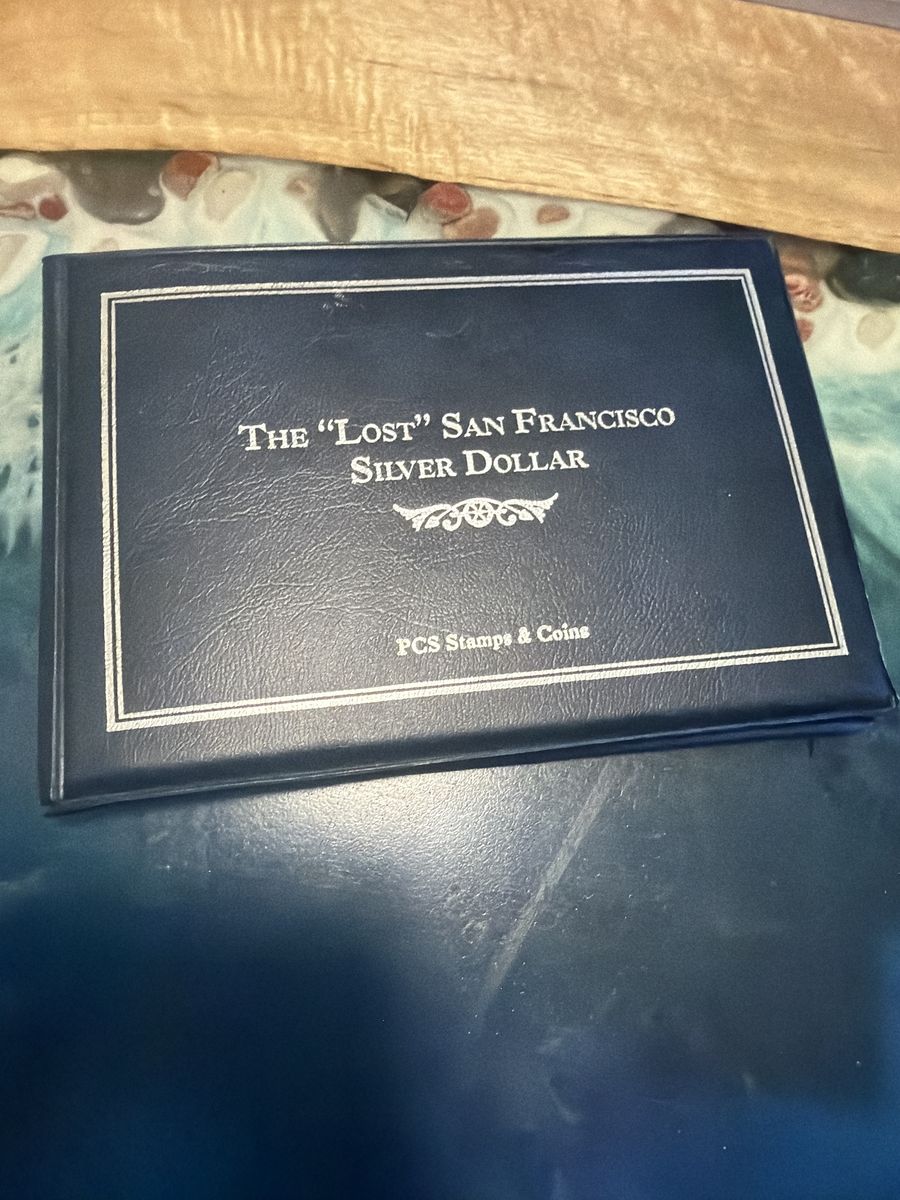 THE “LOST” SAN FRANCISCO
SILVER DOLLAR
PCS Stamps & Coins